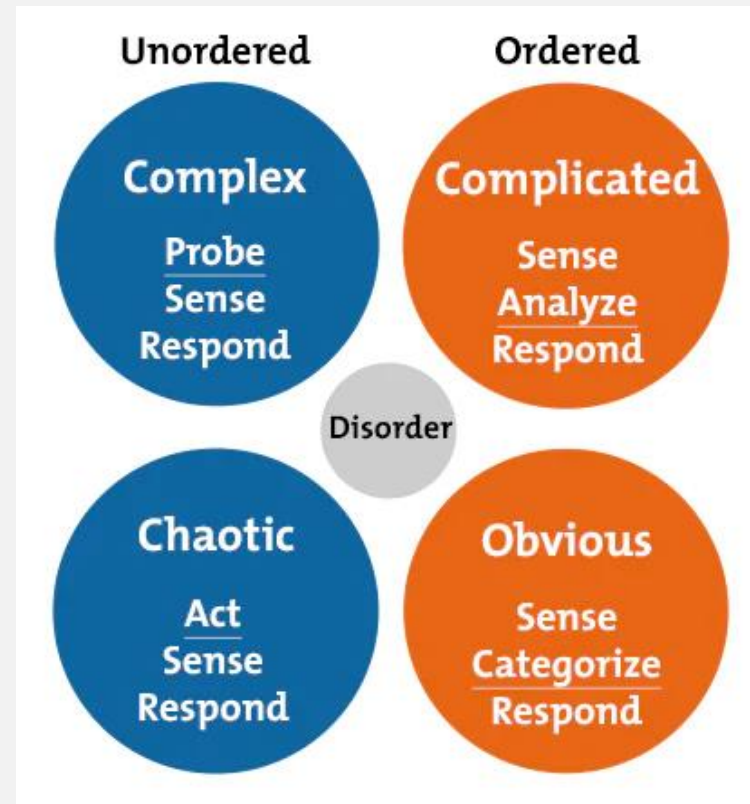 Unordered
Ordered
Complex
Probe
Sense
Respond
Complicated
Sense
Analyze
Respond
Disorder
Chaotic
Act
Sense
Respond
Obvious
Sense
Categorize
Respond